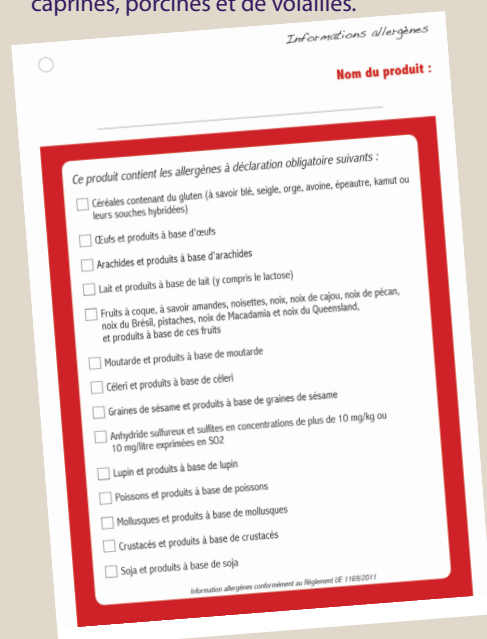 caprines, porcines et de volailles.
Informations allergènes
Nom du produit :
Ce produit contient les allergènes à déclaration obligatoire suivants :
Céréales contenant du gluten (à savoir blé, seigle, orge, avoine, épeautre, kamut ou
leurs souches hybridées)
Œufs et produits à base d'œufs
Arachides et produits à base d'arachides
Lait et produits à base de lait (y compris le lactose)
Fruits à coque, à savoir amandes, noisettes, noix, noix de cajou, noix de pécan,
noix du Brésil, pistaches, noix de Macadamia et noix du Queensland,
et produits à base de ces fruits
Moutarde et produits à base de moutarde
Céleri et produits à base de céleri
Graines de sésame et produits à base de graines de sésame
Anhydride sulfureux et sulfites en concentrations de plus de 10 mg/kg ou
10 mg/litre exprimées en SO2
Lupin et produits à base de lupin
Poissons et produits à base de poissons
Mollusques et produits à base de mollusques
Crustacés et produits à base de crustacés
Soja et produits à base de soja
Information allergènes conformément au Réglement UE 1169/2011